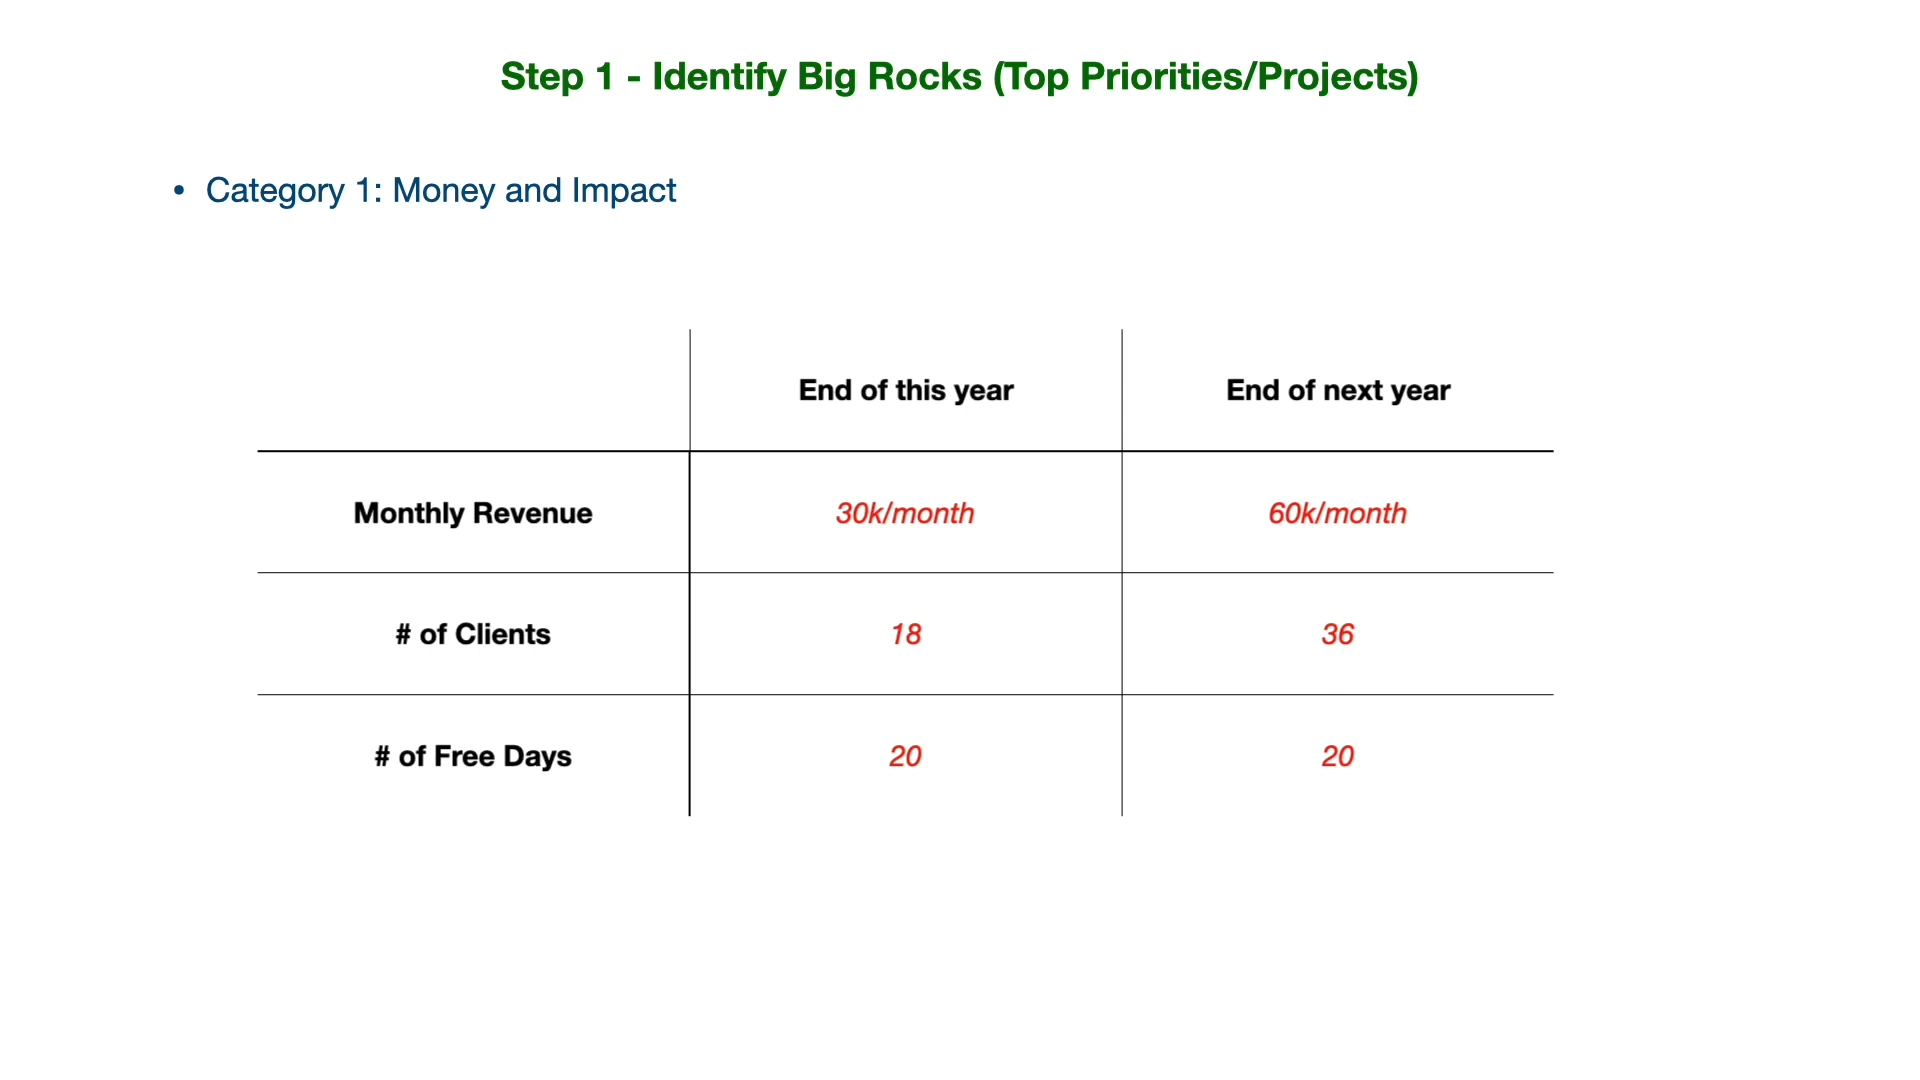 Step 1 - Identify Big Rocks (Top Priorities/Projects)
• Category 1: Money and Impact
End of this year End of next year
Monthly Revenue 30k/month 60k/month
# of Clients 18 36
# of Free Days 20 20